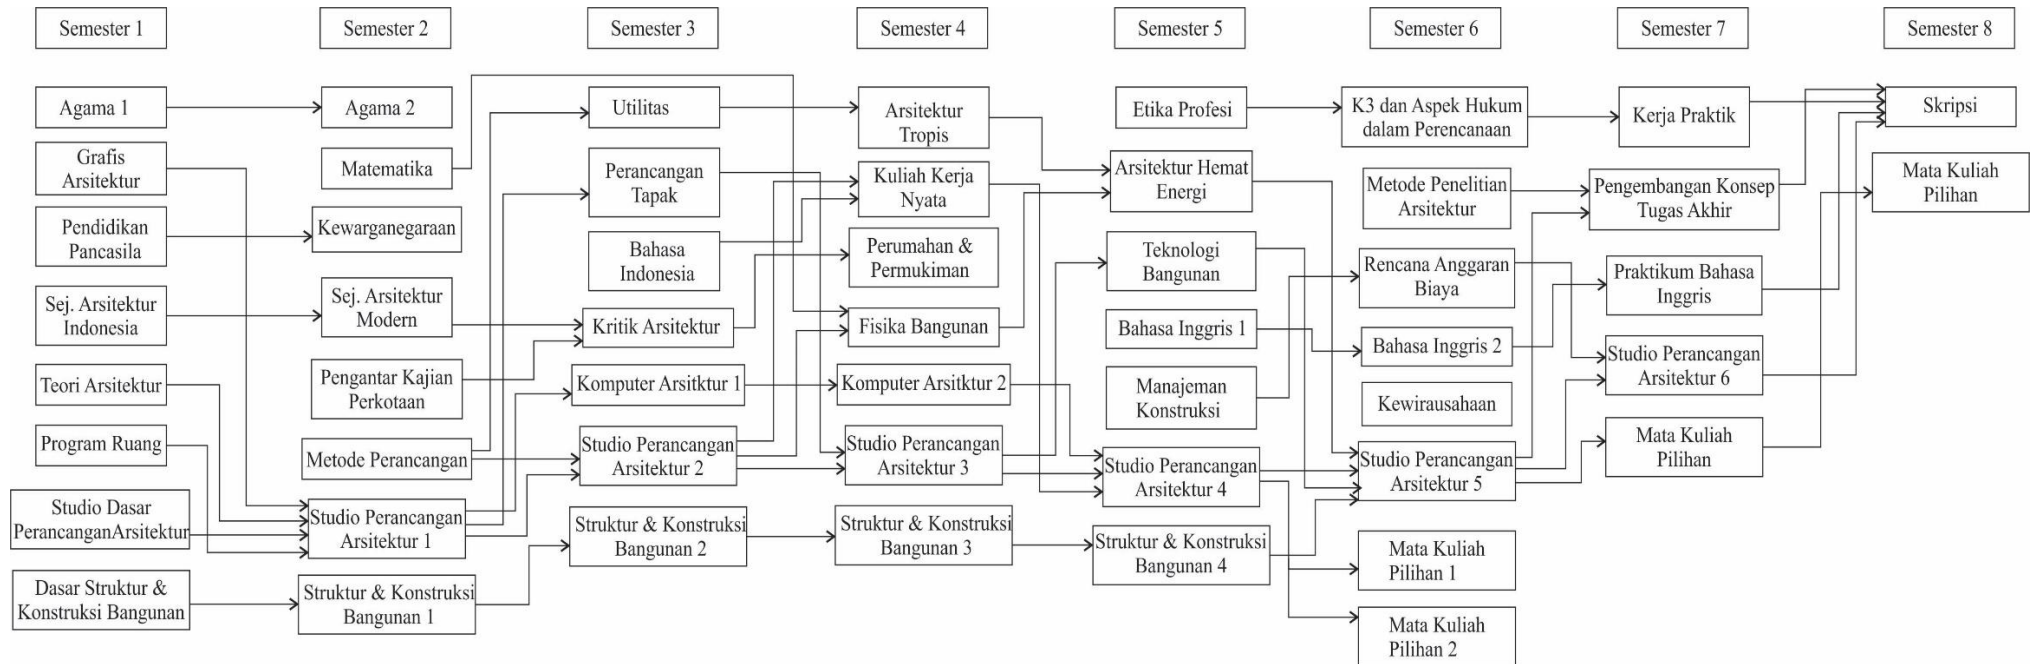 Semester 1
Semester 2
Semester 3
Semester 4
Semester 5
Semester 6
Semester 7
Semester 8
Agama 1
Grafis
Arsitektur
Pendidikan
Pancasila
Sej. Arsitektur
Indonesia
Teori Arsitektur
Program Ruang
Studio Dasar
PerancanganArsitektur
Dasar Struktur &
Konstruksi Bangunan
Agama 2
Matematika
Kewarganegaraan
Sej. Arsitektur
Modern
Pengantar Kajian
Perkotaan
Metode Perancangan
Studio Perancangan
Arsitektur 1
Struktur & Konstruksi
Bangunan 1
Utilitas
Perancangan
Tapak
Bahasa
Indonesia
Kritik Arsitektur
Komputer Arsitktur 1
Studio Perancangan
Arsitektur 2
Struktur & Konstruksi
Bangunan 2
Arsitektur
Tropis
Kuliah Kerja
Nyata
Perumahan &
Permukiman
Fisika Bangunan
Komputer Arsitktur 2
Studio Perancangan
Arsitektur 3
Struktur & Konstruksi
Bangunan 3
Etika Profesi
Arsitektur Hemat
Energi
Teknologi
Bangunan
Bahasa Inggris 1
Manajeman
Konstruksi
Studio Perancangan
Arsitektur 4
Struktur & Konstruksi
Bangunan 4
K3 dan Aspek Hukum
dalam Perencanaan
Metode Penelitian
Arsitektur
Rencana Anggaran
Biaya
Bahasa Inggris 2
Kewirausahaan
Studio Perancangan
Arsitektur 5
Mata Kuliah
Pilihan 1
Mata Kuliah
Pilihan 2
Kerja Praktik
Pengembangan Konsep
Tugas Akhir
Praktikum Bahasa
Inggris
Studio Perancangan
Arsitektur 6
Mata Kuliah
Pilihan
Skripsi
Mata Kuliah
Pilihan